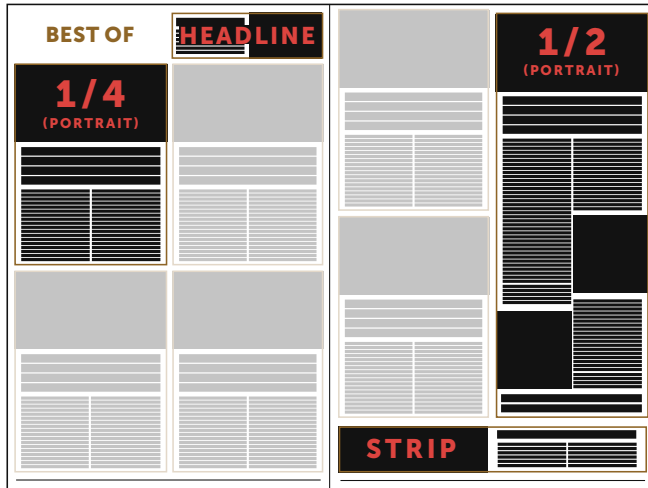 BEST OF
HEADLINE
1/4
(PORTRAIT)
1/2
(PORTRAIT)
STRIP